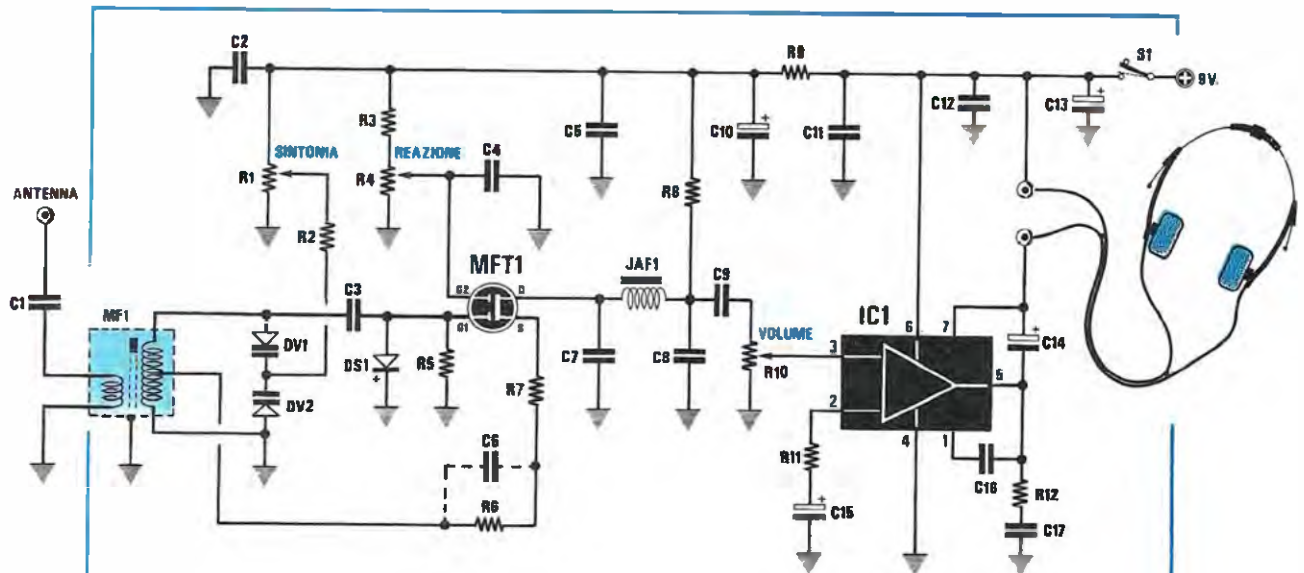 C2
R9
S1
9V.
C12
C13
R3
C5
C10
C11
SINTONIA
REAZIONE
C4
R1
R4
R8
ANTENNA
R2
MFT1
JAF1
C9
C1
MF1
C3
G2
D
G1
S
IC1
VOLUME
6
7
DV1
DS1
R5
C7
C8
R10
3
C14
5
DV2
R7
2
4
1
C6
R11
C16
R12
R6
C15
C17